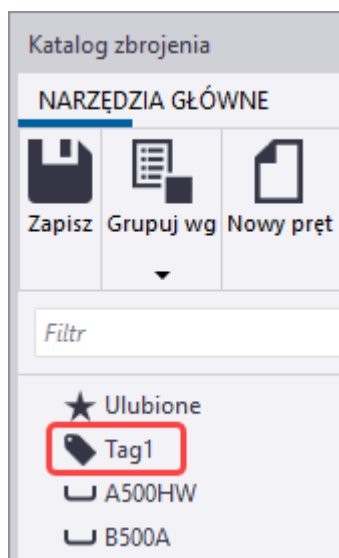 Katalog zbrojenia
NARZĘDZIA GŁÓWNE
Zapisz Grupuj wg Nowy pręt
Filtr
Ulubione
Tag1
A500HW
B500A